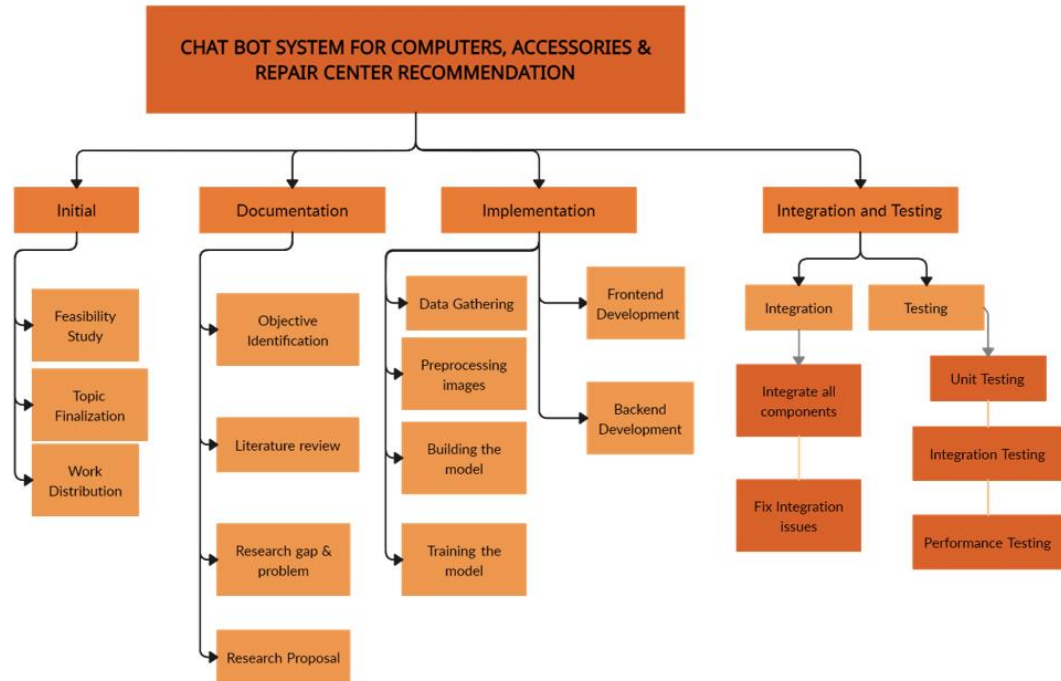 CHAT BOT SYSTEM FOR COMPUTERS, ACCESSORIES &
REPAIR CENTER RECOMMENDATION
Initial
Documentation
Implementation
Integration and Testing
Feasibility
Study
Topic
Finalization
Work
Distribution
Objective
Identification
Literature review
Research gap &
problem
Research Proposal
Data Gathering
Preprocessing
images
Building the
model
Training the
model
Frontend
Development
Backend
Development
Integration
Integrate all
components
Fix Integration
issues
Testing
Unit Testing
Integration Testing
Performance Testing